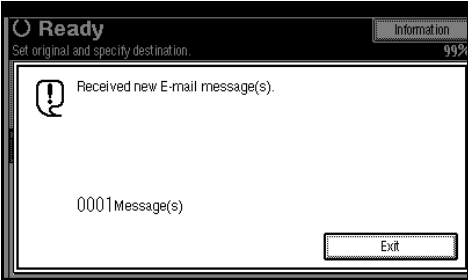 Ready
Information
Set original and specify destination.
99%
Received new E-mail message(s).
0001Message(s)
Exit